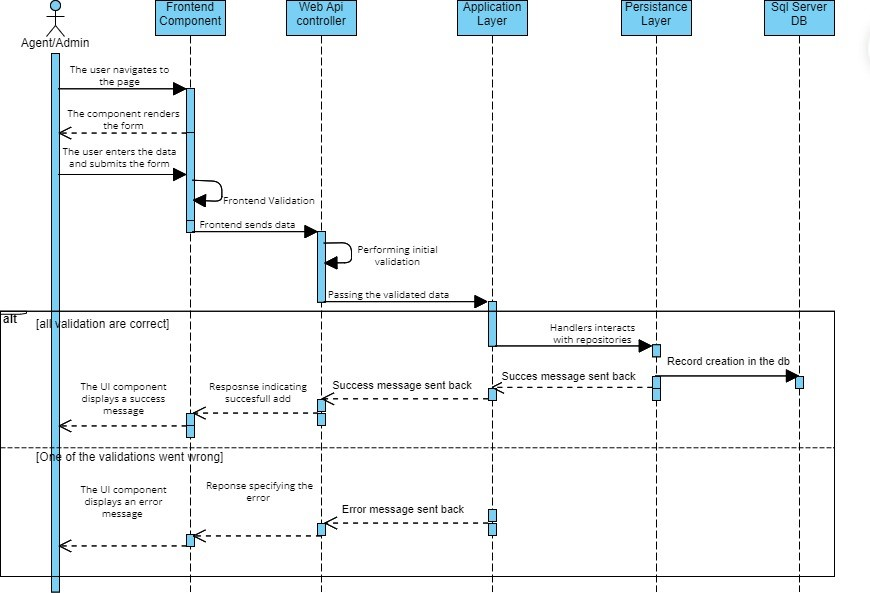 Agent/Admin
Frontend
Component
Web Api
controller
Application
Layer
Persistance
Layer
Sql Server
DB
The user navigates to
the page
The component renders
the form
The user enters the data
and submits the form
Frontend Validation
Frontend sends data
Performing initial
validation
Passing the validated data
alt
[all validation are correct]
Handlers interacts
with repositories
Record creation in the db
Succes message sent back
Success message sent back
Resposnse indicating
succesfull add
The UI component
displays a success
message
[One of the validations went wrong]
Error message sent back
Reponse specifying the
error
The UI component
displays an error
message